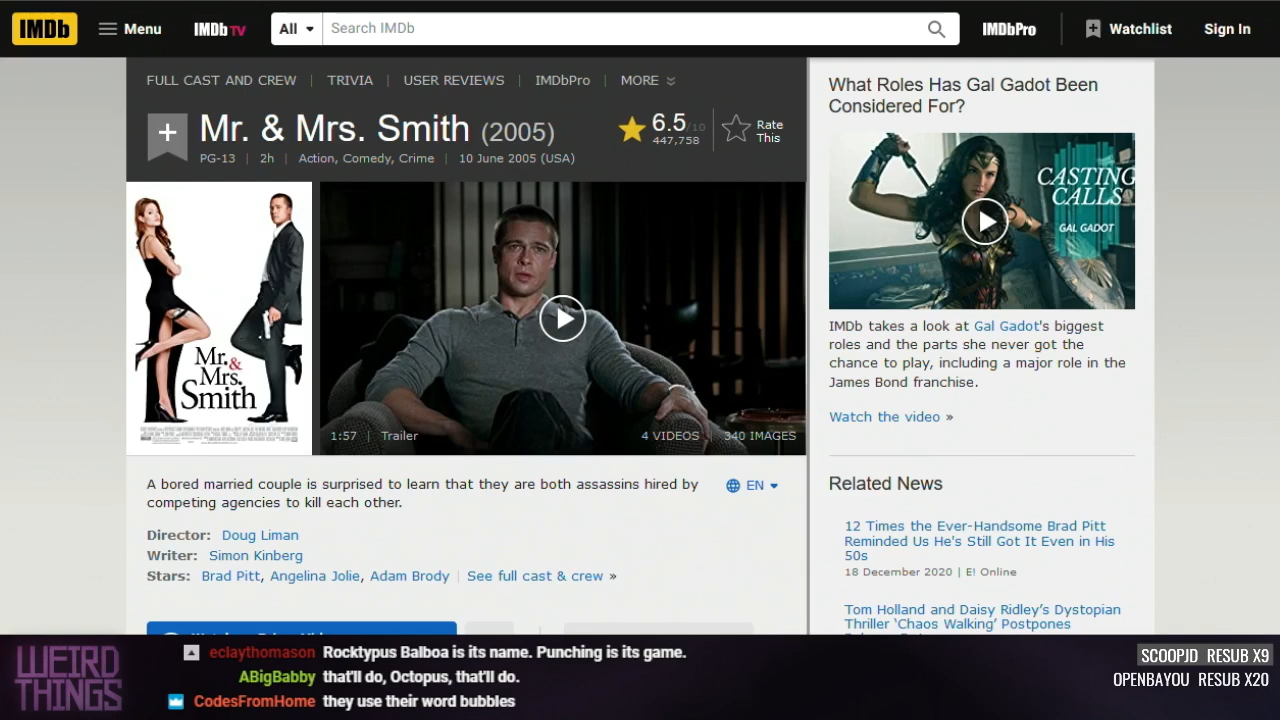 IMDb
Menu
IMDb TV
All
Search IMDb
IMDbPro
Watchlist
Sign In
FULL CAST AND CREW | TRIVIA | USER REVIEWS | IMDbPro | MORE
Mr. & Mrs. Smith (2005)
6.5/10
447,758
Rate This
PG-13 | 2h | Action, Comedy, Crime | 10 June 2005 (USA)
Mr. &
Mrs.
Smith
1:57 | Trailer
4 VIDEOS | 340 IMAGES
A bored married couple is surprised to learn that they are both assassins hired by
competing agencies to kill each other.
EN
Director: Doug Liman
Writer: Simon Kinberg
Stars: Brad Pitt, Angelina Jolie, Adam Brody | See full cast & crew »
What Roles Has Gal Gadot Been
Considered For?
CASTING
CALLS
GAL GADOT
IMDb takes a look at Gal Gadot's biggest
roles and the parts she never got the
chance to play, including a major role in the
James Bond franchise.
Watch the video »
Related News
12 Times the Ever-Handsome Brad Pitt
Reminded Us He's Still Got It Even in His
50s
18 December 2020 | E! Online
Tom Holland and Daisy Ridley's Dystopian
Thriller 'Chaos Walking' Postpones
WEIRD
THINGS
eclaythomason Rocktypus Balboa is its name. Punching is its game.
ABigBabby that'll do, Octopus, that'll do.
CodesFromHome they use their word bubbles
SCOOPJD RESUB X9
OPENBAYOU RESUB X20